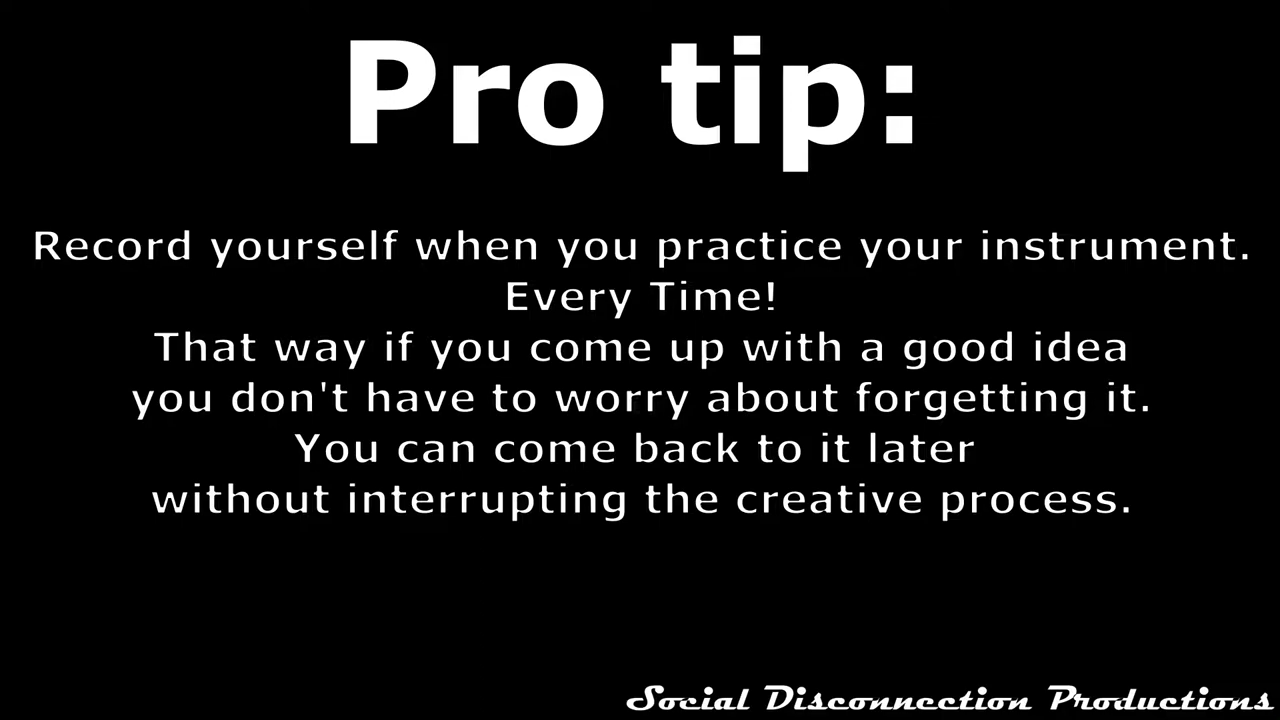 Pro tip:
Record yourself when you practice your instrument.
Every Time!
That way if you come up with a good idea
you don't have to worry about forgetting it.
You can come back to it later
without interrupting the creative process.
Social Disconnection Productions